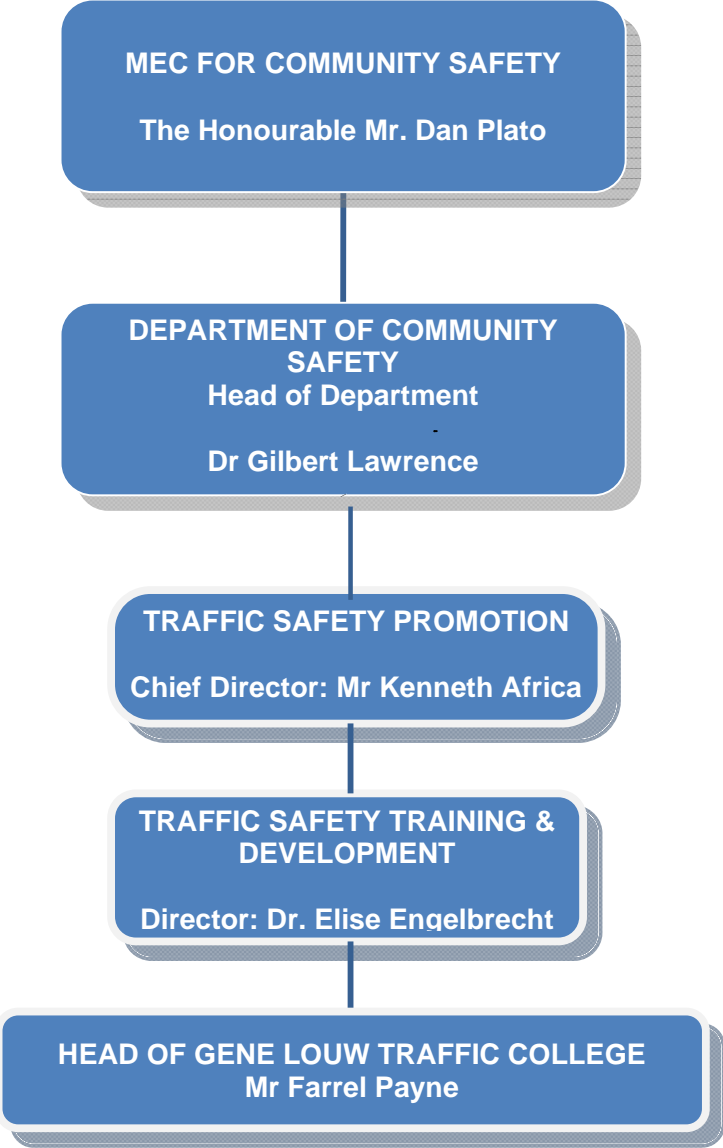 MEC FOR COMMUNITY SAFETY
The Honourable Mr. Dan Plato
DEPARTMENT OF COMMUNITY
SAFETY
Head of Department
-
Dr Gilbert Lawrence
TRAFFIC SAFETY PROMOTION
Chief Director: Mr Kenneth Africa
TRAFFIC SAFETY TRAINING &
DEVELOPMENT
Director: Dr. Elise Engelbrecht
HEAD OF GENE LOUW TRAFFIC COLLEGE
Mr Farrel Payne